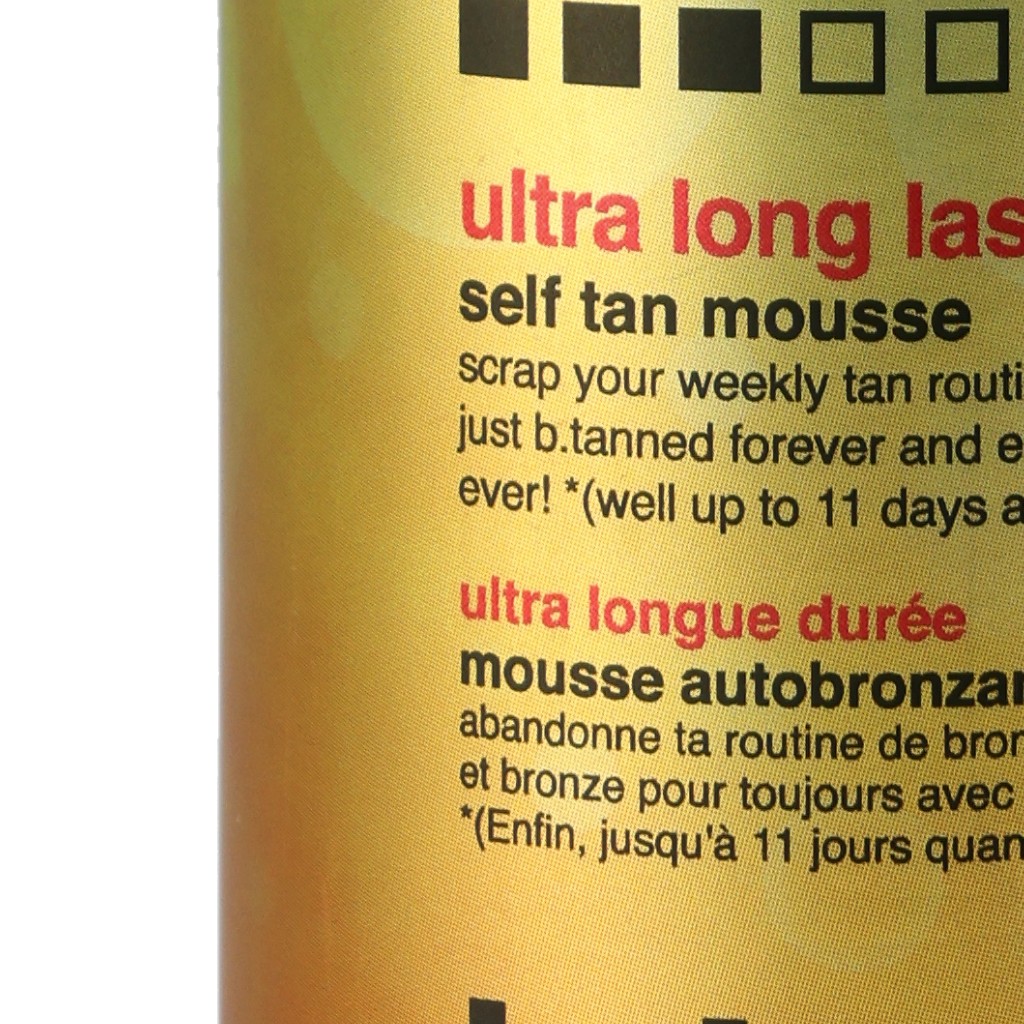 ultra long las
self tan mousse
scrap your weekly tan routi
just b.tanned forever and e
ever! *(well up to 11 days a
ultra longue durée
mousse autobronzan
abandonne ta routine de bron
et bronze pour toujours avec
*(Enfin, jusqu'à 11 jours quan